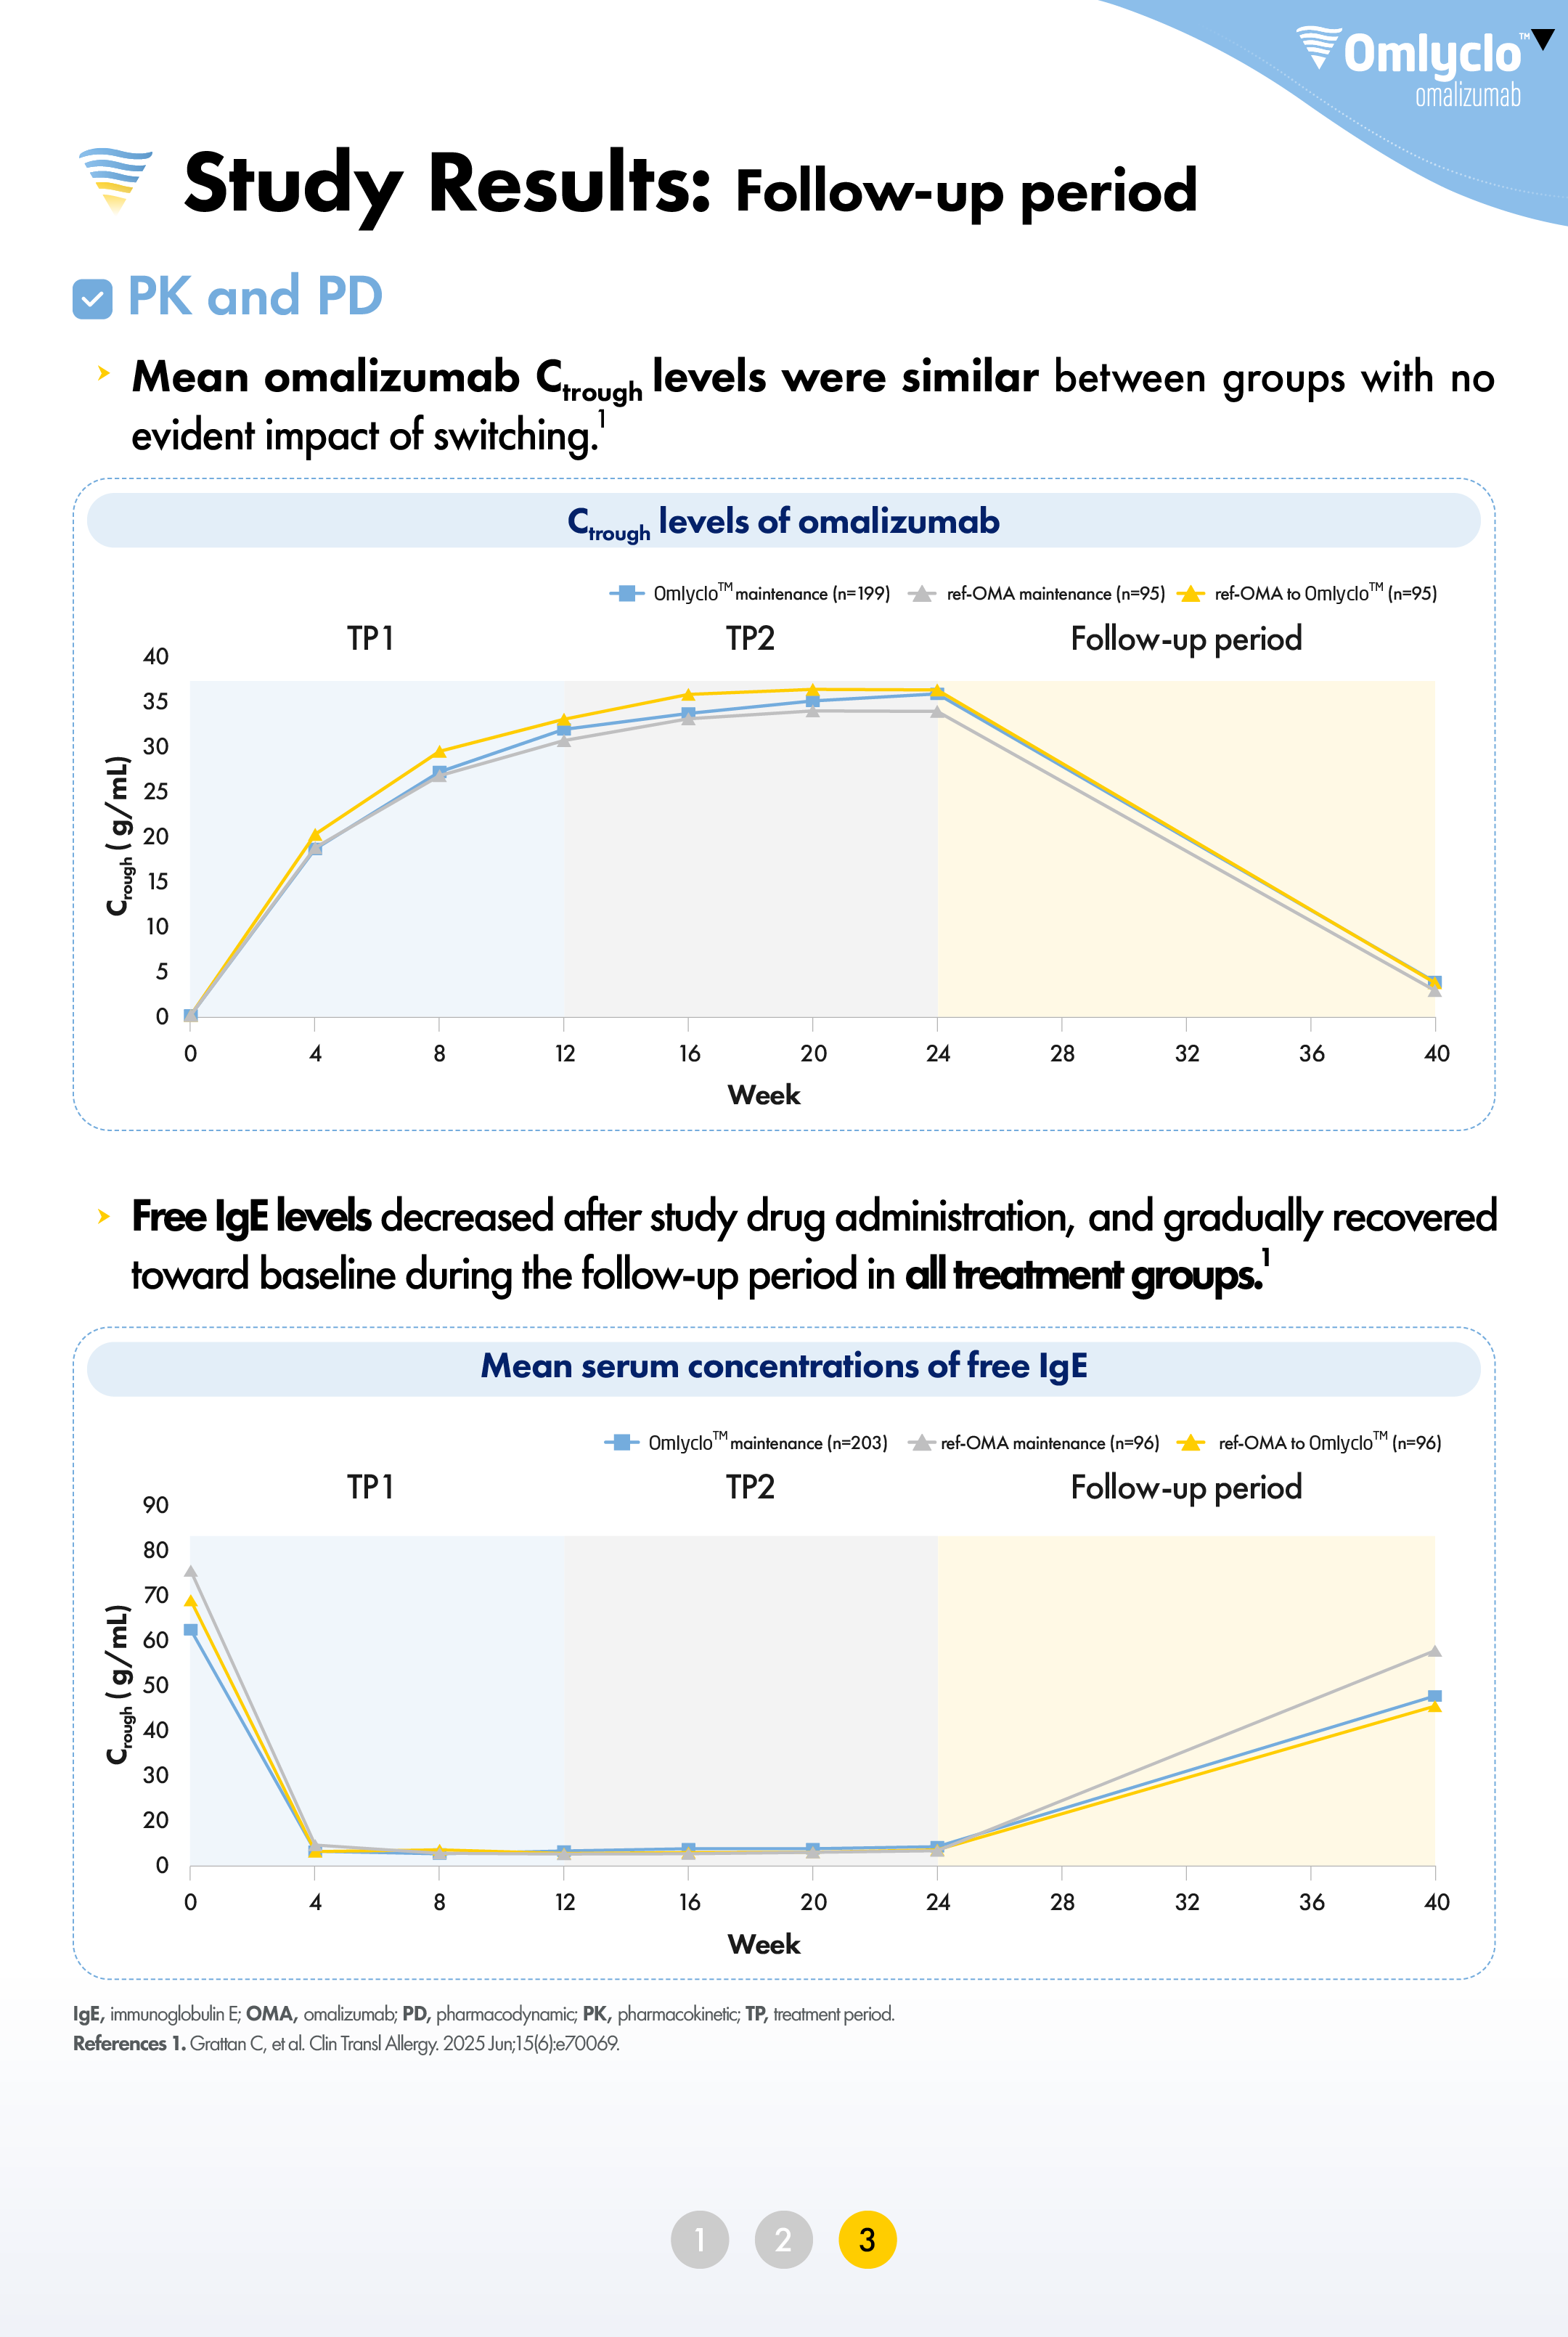 Omlyclo™▼
omalizumab
Study Results: Follow-up period
PK and PD
Mean omalizumab Ctrough levels were similar between groups with no
evident impact of switching.1
Ctrough levels of omalizumab
Omlyclo™ maintenance (n=199) ref-OMA maintenance (n=95) ref-OMA to Omlyclo™ (n=95)
TP1 TP2 Follow-up period
40
35
30
25
20
15
10
5
0
Crough ( g/mL)
0 4 8 12 16 20 24 28 32 36 40
Week
Free IgE levels decreased after study drug administration, and gradually recovered
toward baseline during the follow-up period in all treatment groups.1
Mean serum concentrations of free IgE
Omlyclo™ maintenance (n=203) ref-OMA maintenance (n=96) ref-OMA to Omlyclo™ (n=96)
TP1 TP2 Follow-up period
90
80
70
60
50
40
30
20
0
Crough ( g/mL)
0 4 8 12 16 20 24 28 32 36 40
Week
IgE, immunoglobulin E; OMA, omalizumab; PD, pharmacodynamic; PK, pharmacokinetic; TP, treatment period.
References 1. Grattan C, et al. Clin Transl Allergy. 2025 Jun;15(6):e70069.
1 2 3